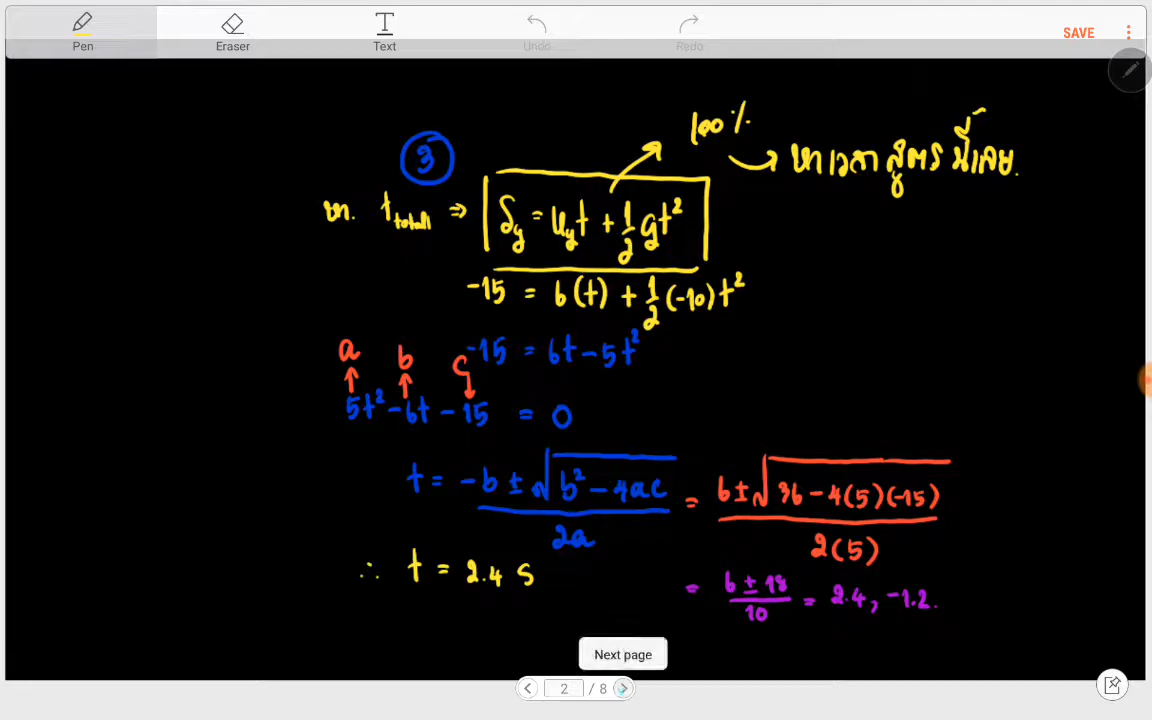 Pen Eraser Text Undo Redo SAVE
100%
③ หาเวลาสูตรนี้เลย.
หา. t_total ⇒ S_y = u_y t + 1/2 g t²
-15 = 6(t) + 1/2 (-10) t²
a b c -15 = 6t - 5t²
5t² - 6t - 15 = 0
t = -b ± √(b² - 4ac) / 2a = 6 ± √(36 - 4(5)(-15)) / 2(5)
∴ t = 2.4 s
= 6 ± 18 / 10 = 2.4, -1.2.
Next page
2 / 8